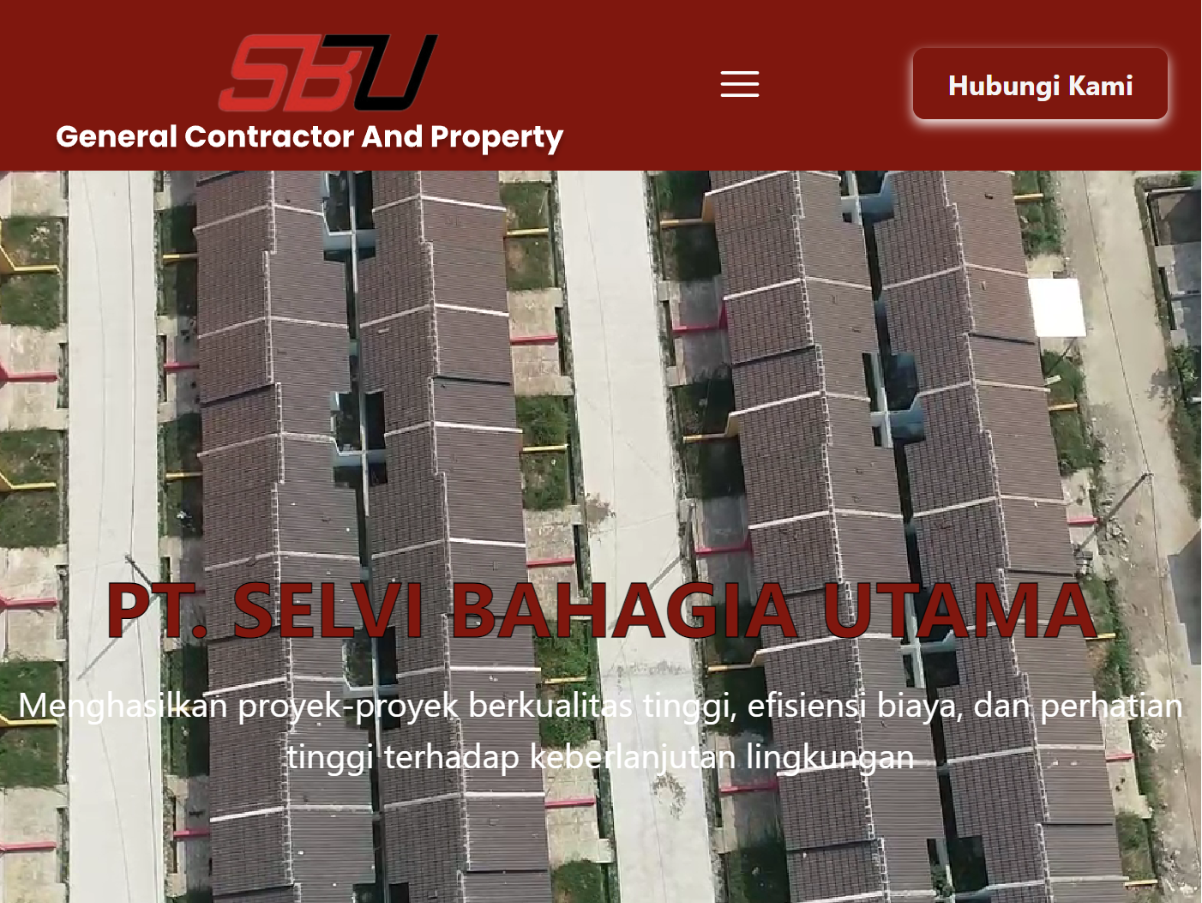 SBU
General Contractor And Property
Hubungi Kami
PT. SELVI BAHAGIA UTAMA
Menghasilkan proyek-proyek berkualitas tinggi, efisiensi biaya, dan perhatian
tinggi terhadap keberlanjutan lingkungan